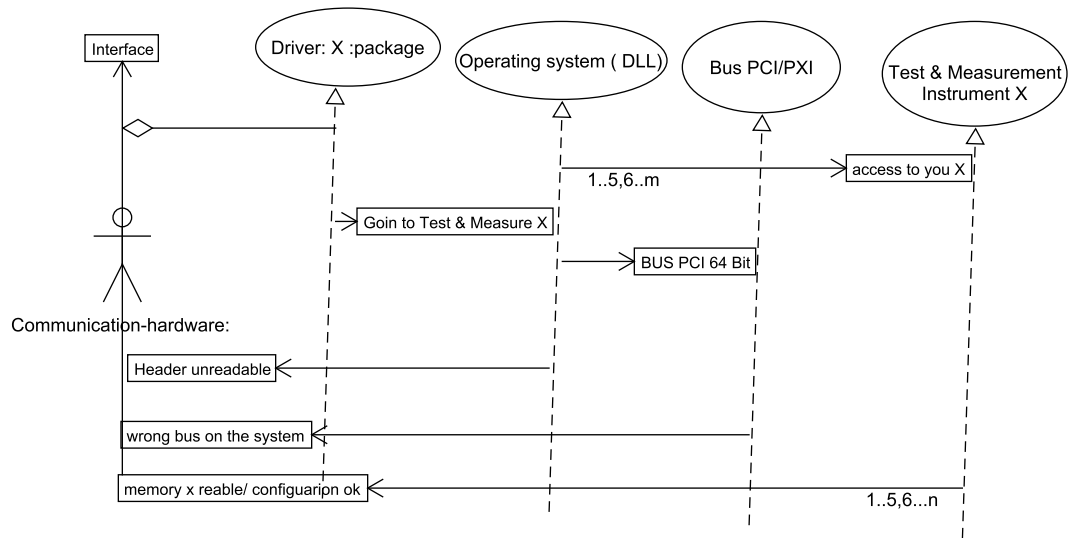 Interface
Driver: X :package
Operating system ( DLL)
Bus PCI/PXI
Test & Measurement
Instrument X
access to you X
1..5,6..m
Goin to Test & Measure X
BUS PCI 64 Bit
Communication-hardware:
Header unreadable
wrong bus on the system
memory x reable/ configuarion ok
1..5,6...n